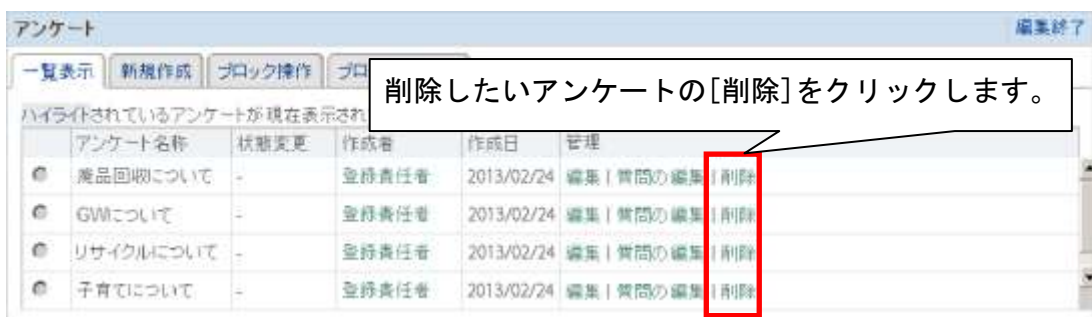 アンケート 編集終了
一覧表示 新規作成 ブロック操作 ブロ
削除したいアンケートの[削除]をクリックします。
ハイライトされているアンケートが現在表示され
アンケート名称 状態変更 作成者 作成日 管理
廃品回収について - 登録責任者 2013/02/24 編集 | 質問の編集 | 削除
GWについて - 登録責任者 2013/02/24 編集 | 質問の編集 | 削除
リサイクルについて - 登録責任者 2013/02/24 編集 | 質問の編集 | 削除
子育てについて - 登録責任者 2013/02/24 編集 | 質問の編集 | 削除